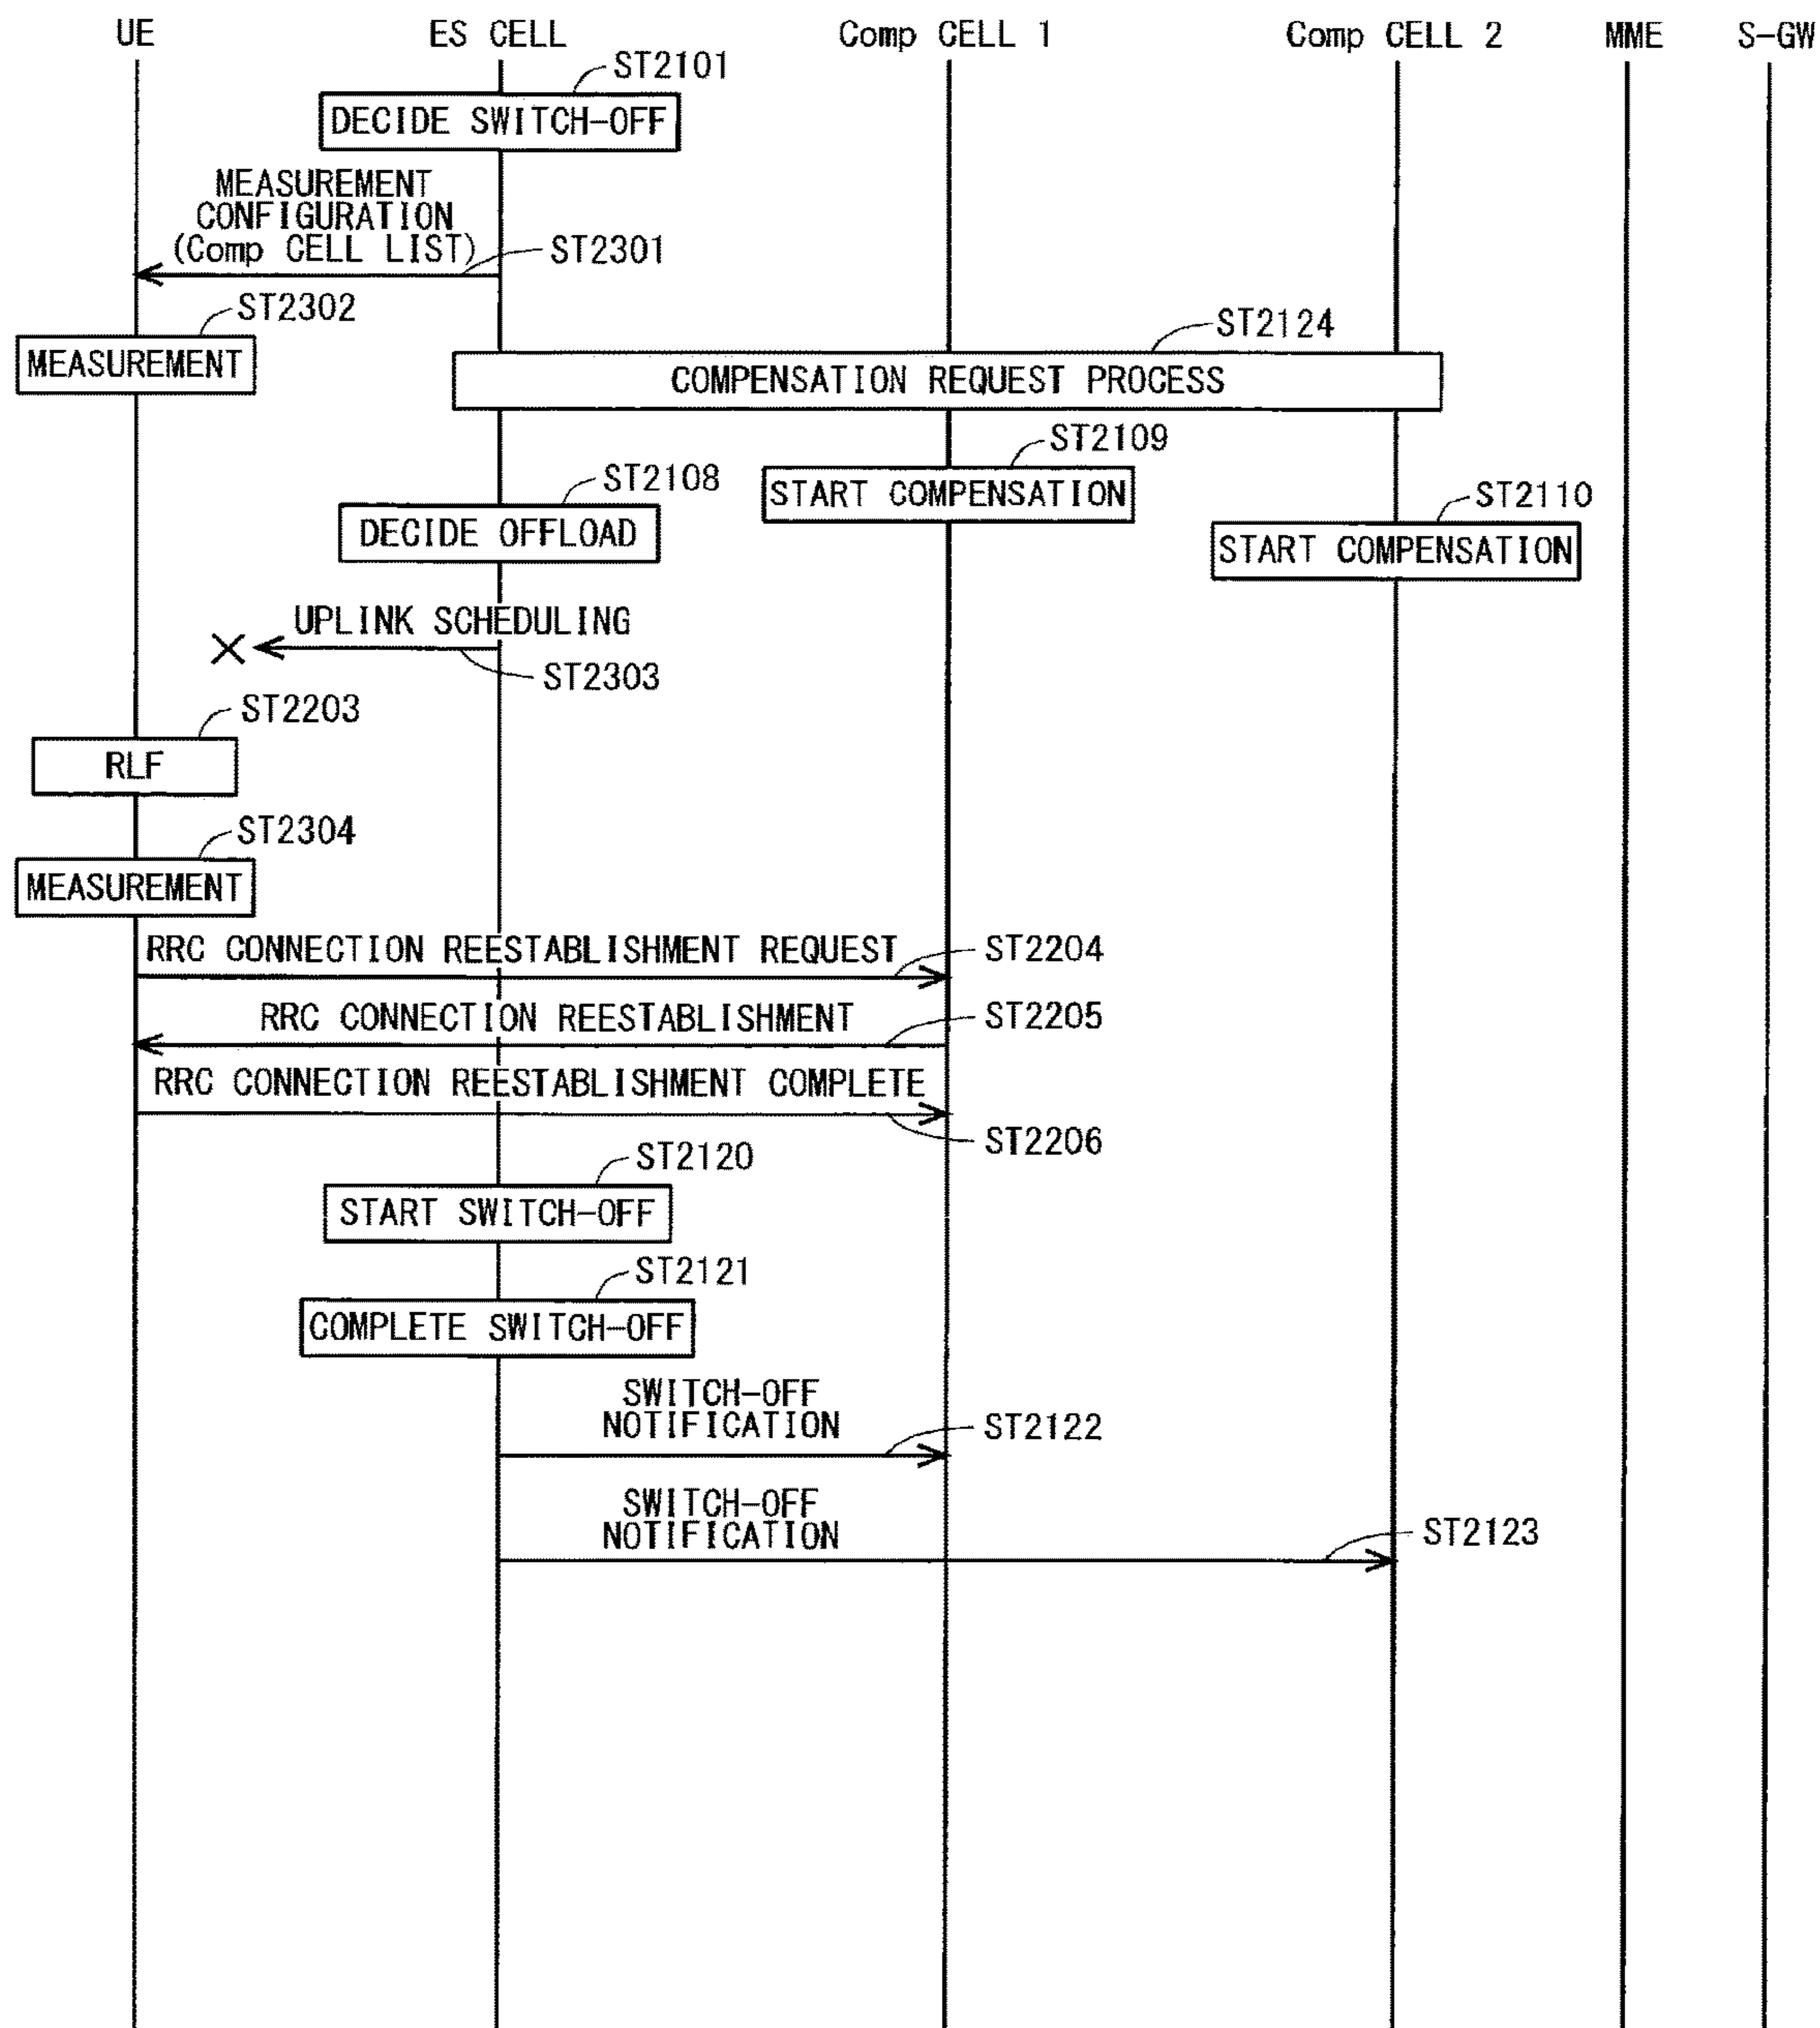 UE
ES CELL
Comp CELL 1
Comp CELL 2
MME
S-GW
ST2101
DECIDE SWITCH-OFF
MEASUREMENT
CONFIGURATION
(Comp CELL LIST)
ST2301
ST2302
MEASUREMENT
ST2124
COMPENSATION REQUEST PROCESS
ST2109
START COMPENSATION
ST2108
DECIDE OFFLOAD
ST2110
START COMPENSATION
UPLINK SCHEDULING
ST2303
ST2203
RLF
ST2304
MEASUREMENT
RRC CONNECTION REESTABLISHMENT REQUEST
ST2204
RRC CONNECTION REESTABLISHMENT
ST2205
RRC CONNECTION REESTABLISHMENT COMPLETE
ST2206
ST2120
START SWITCH-OFF
ST2121
COMPLETE SWITCH-OFF
SWITCH-OFF
NOTIFICATION
ST2122
SWITCH-OFF
NOTIFICATION
ST2123